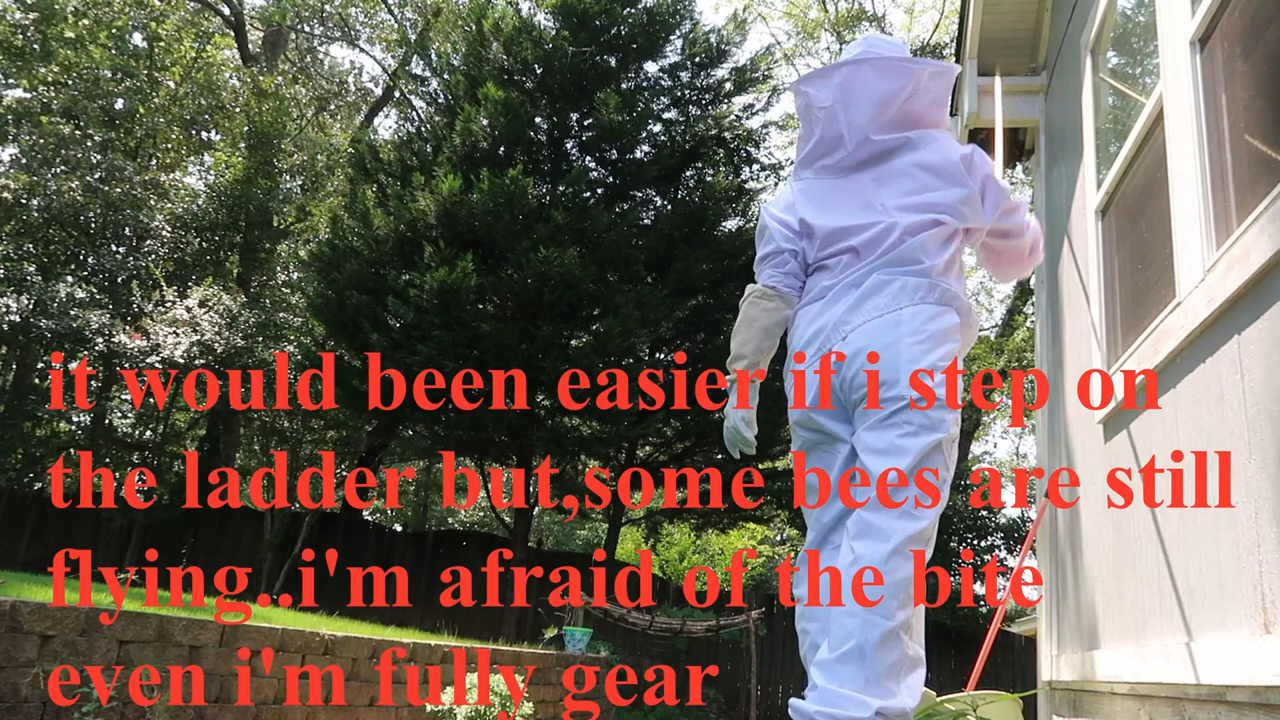 it would been easier if i step on
the ladder but,some bees are still
flying..i'm afraid of the bite
even i'm fully gear